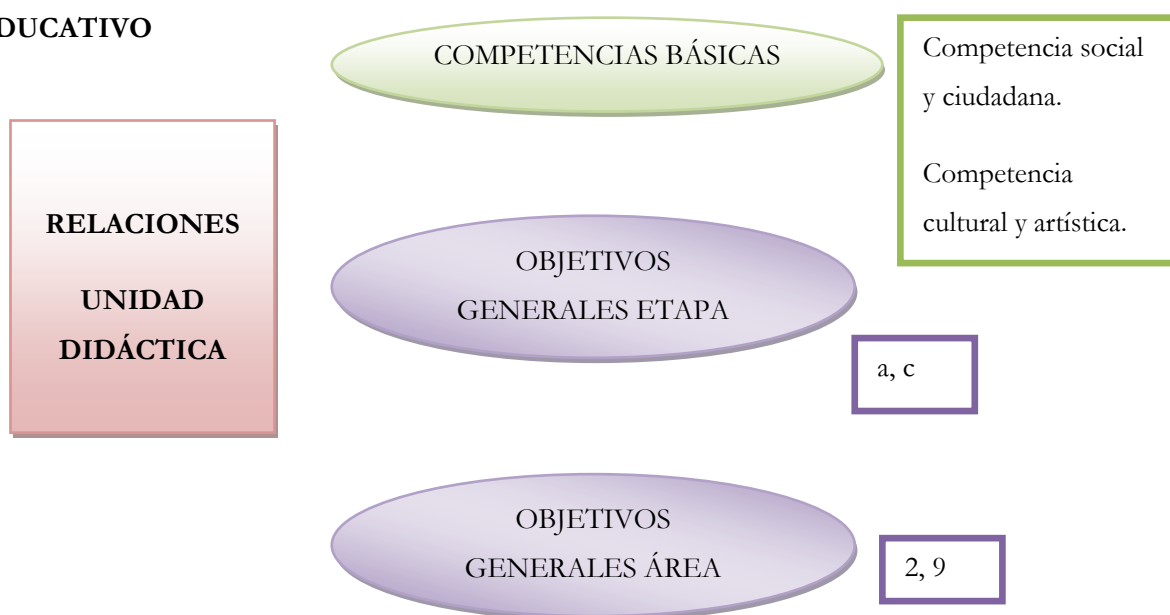 DUCATIVO
COMPETENCIAS BÁSICAS
Competencia social
y ciudadana.
Competencia
cultural y artística.
RELACIONES
UNIDAD
DIDÁCTICA
OBJETIVOS
GENERALES ETAPA
a, c
OBJETIVOS
GENERALES ÁREA
2, 9